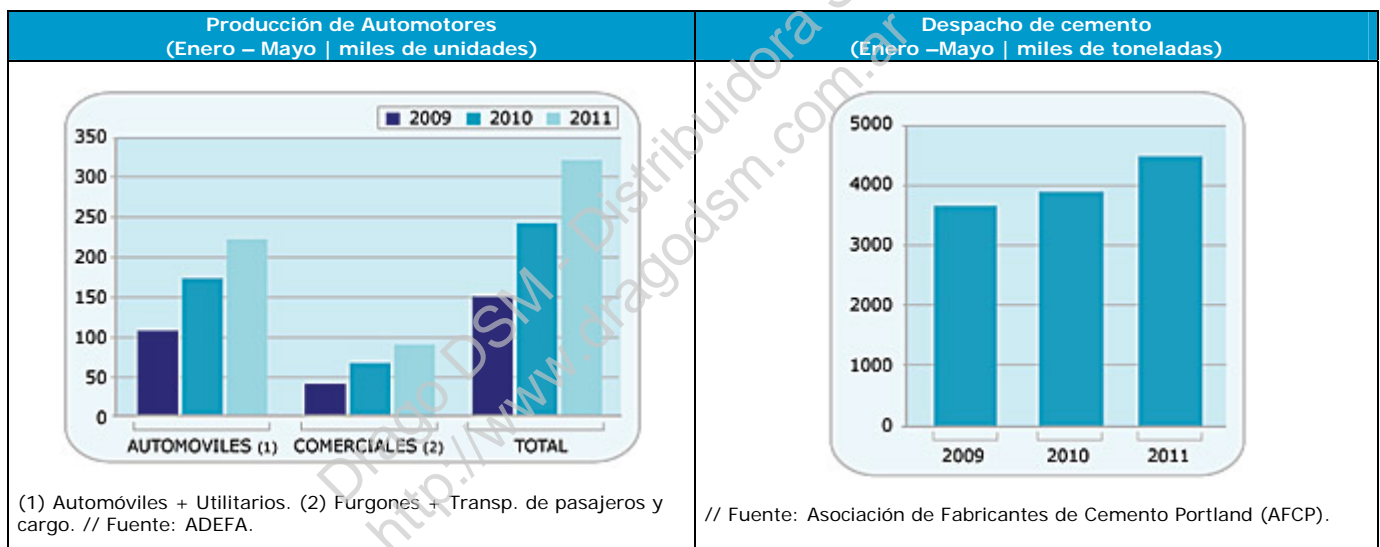 Producción de Automotores
(Enero – Mayo | miles de unidades)
2009 2010 2011
350
300
250
200
150
100
50
0
AUTOMOVILES (1) COMERCIALES (2) TOTAL
(1) Automóviles + Utilitarios. (2) Furgones + Transp. de pasajeros y
cargo. // Fuente: ADEFA.
Despacho de cemento
(Enero –Mayo | miles de toneladas)
5000
4000
3000
2000
1000
0
2009 2010 2011
// Fuente: Asociación de Fabricantes de Cemento Portland (AFCP).
Drago DSM - Distribuidora
http://www.dragodsm.com.ar